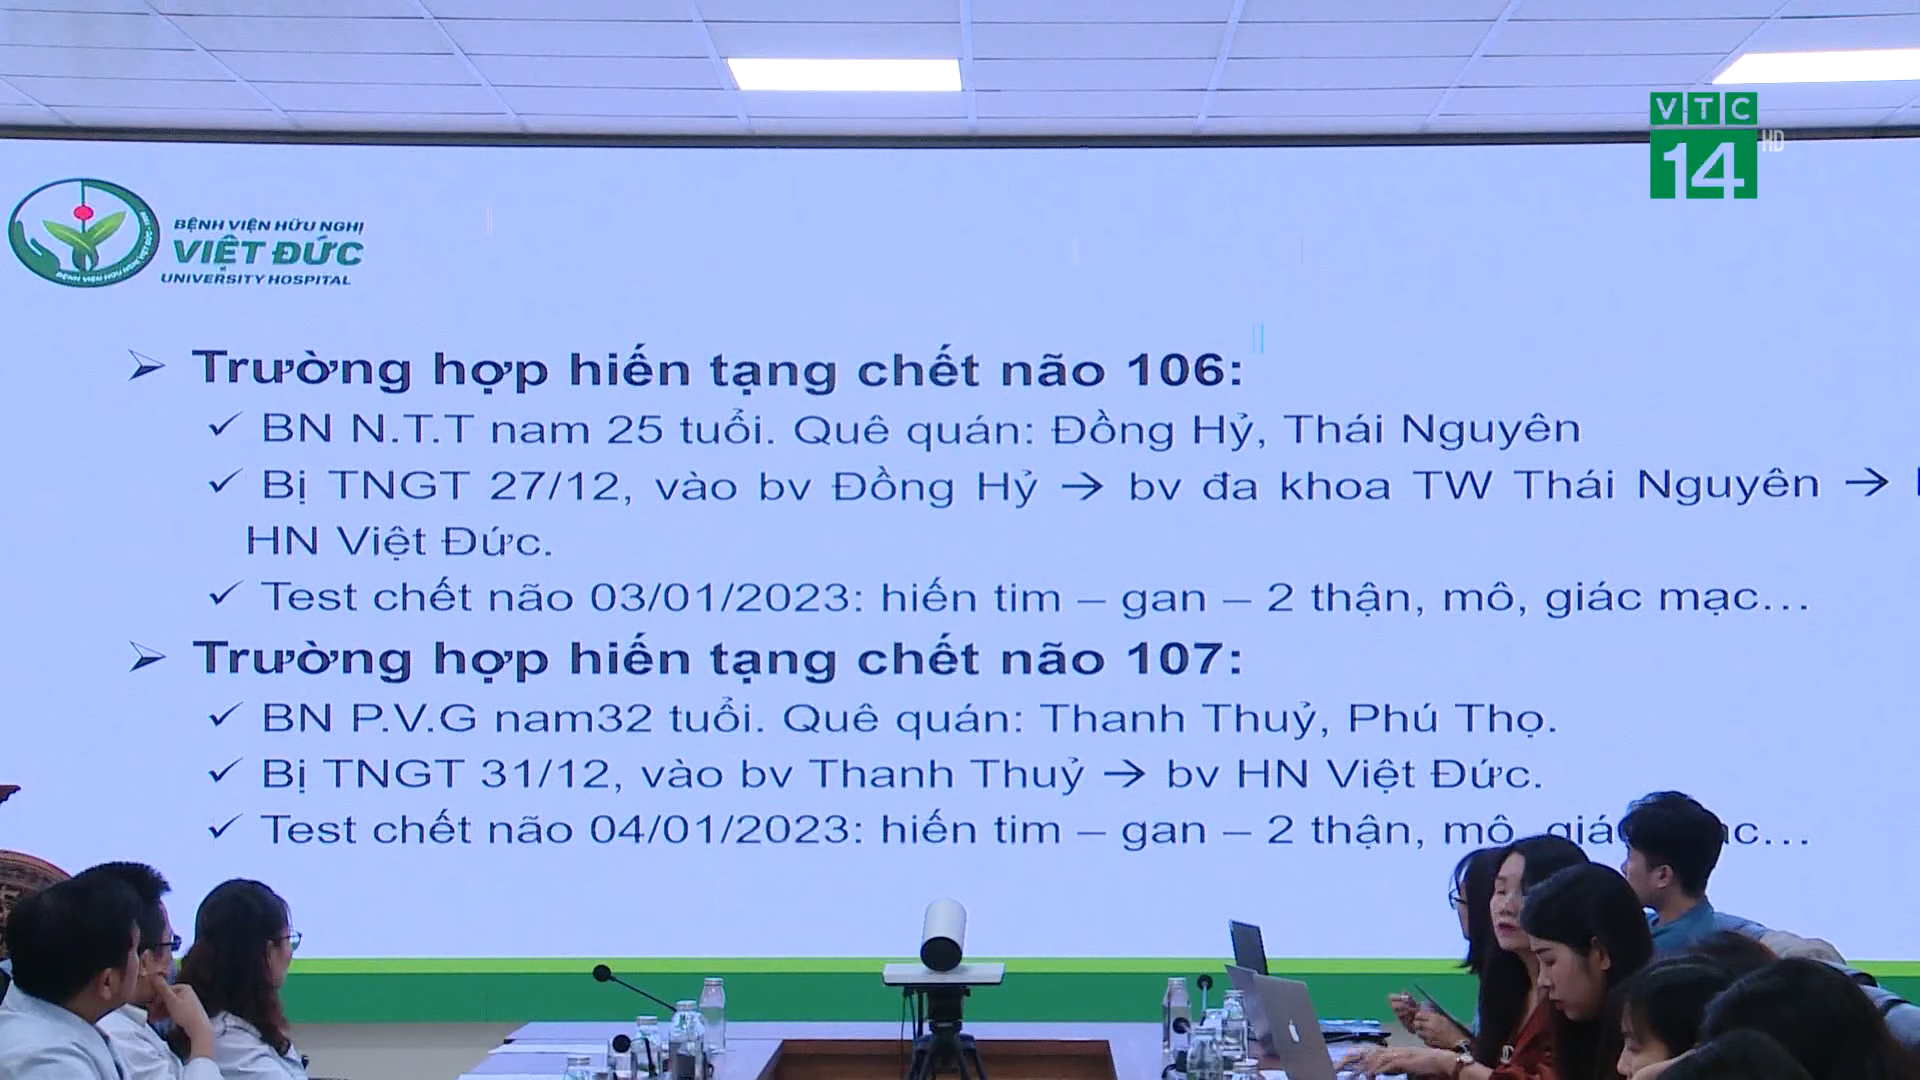 VTC
14 HD
BỆNH VIỆN HỮU NGHỊ
VIỆT ĐỨC
UNIVERSITY HOSPITAL
Trường hợp hiến tạng chết não 106:
BN N.T.T nam 25 tuổi. Quê quán: Đồng Hỷ, Thái Nguyên
Bị TNGT 27/12, vào bv Đồng Hỷ → bv đa khoa TW Thái Nguyên →
HN Việt Đức.
Test chết não 03/01/2023: hiến tim – gan – 2 thận, mô, giác mạc...
Trường hợp hiến tạng chết não 107:
BN P.V.G nam32 tuổi. Quê quán: Thanh Thuỷ, Phú Thọ.
Bị TNGT 31/12, vào bv Thanh Thuỷ → bv HN Việt Đức.
Test chết não 04/01/2023: hiến tim – gan – 2 thận, mô,